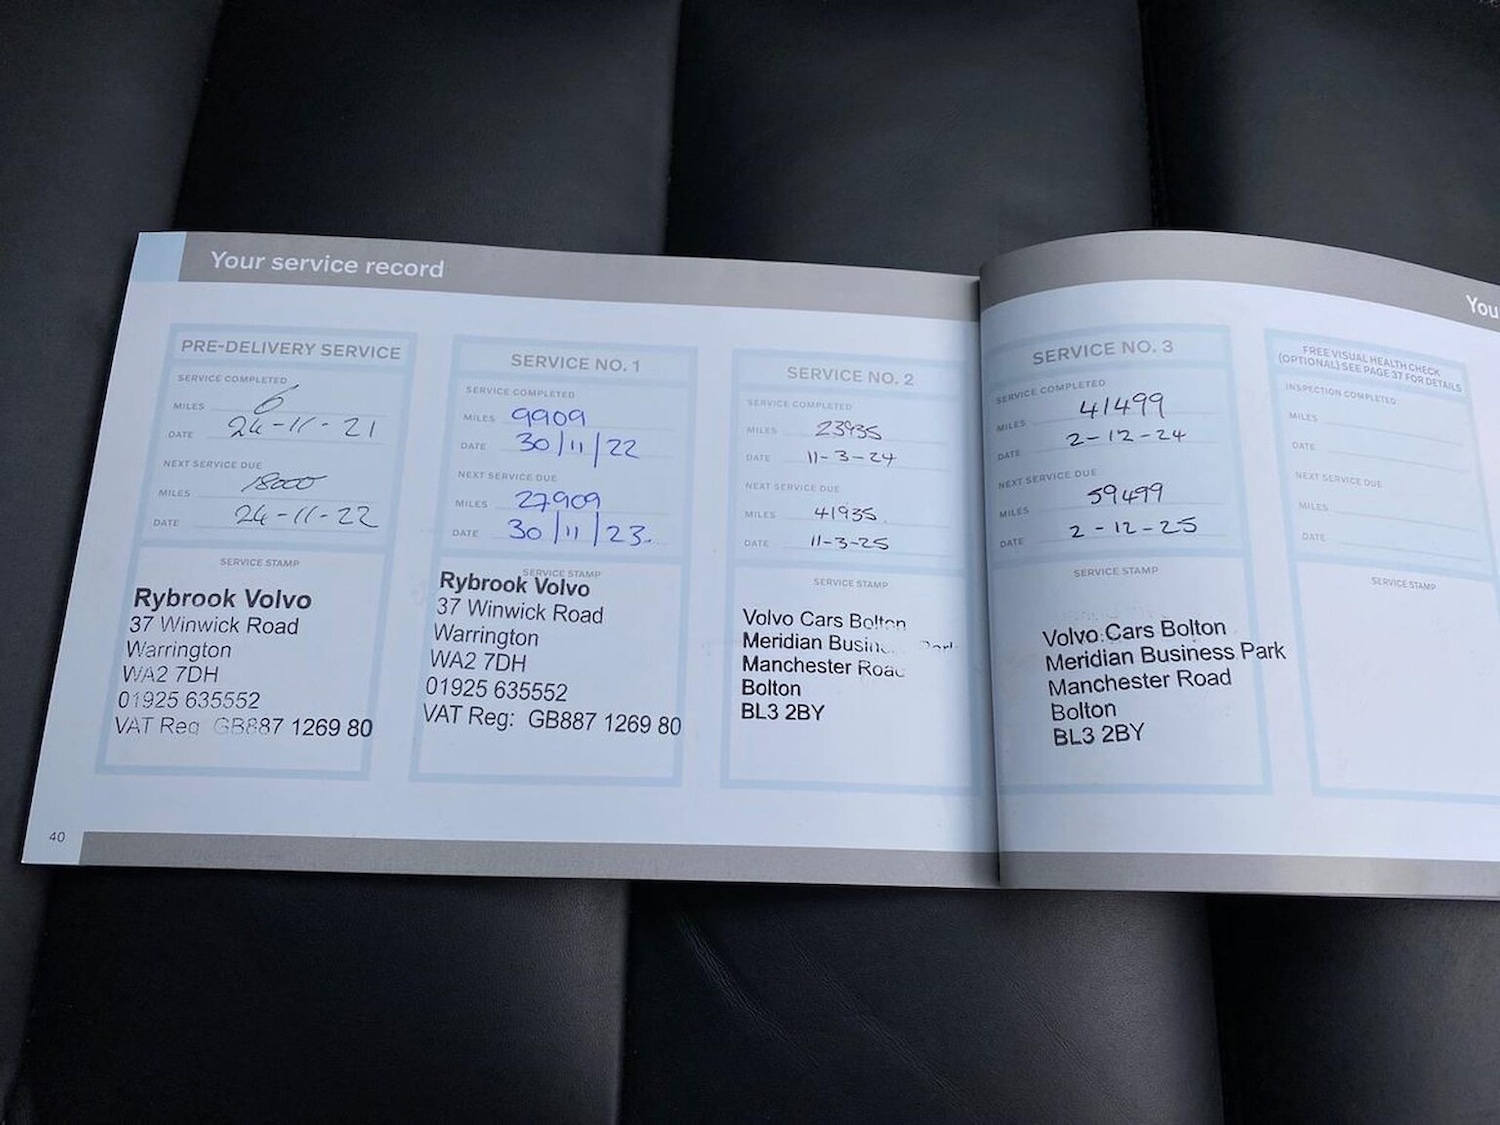 Your service record
PRE-DELIVERY SERVICE
SERVICE COMPLETED
MILES 6
DATE 24-11-21
NEXT SERVICE DUE
MILES 18000
DATE 24-11-22
SERVICE STAMP
Rybrook Volvo
37 Winwick Road
Warrington
WA2 7DH
01925 635552
VAT Reg GB887 1269 80
SERVICE NO. 1
SERVICE COMPLETED
MILES 9909
DATE 30/11/22
NEXT SERVICE DUE
MILES 27909
DATE 30/11/23.
SERVICE STAMP
Rybrook Volvo
37 Winwick Road
Warrington
WA2 7DH
01925 635552
VAT Reg: GB887 1269 80
SERVICE NO. 2
SERVICE COMPLETED
MILES 23935
DATE 11-3-24
NEXT SERVICE DUE
MILES 41935
DATE 11-3-25
SERVICE STAMP
Volvo Cars Bolton
Meridian Business Park
Manchester Road
Bolton
BL3 2BY
40
You
SERVICE NO. 3
SERVICE COMPLETED
MILES 41499
DATE 2-12-24
NEXT SERVICE DUE
MILES 59499
DATE 2-12-25
SERVICE STAMP
Volvo Cars Bolton
Meridian Business Park
Manchester Road
Bolton
BL3 2BY
FREE VISUAL HEALTH CHECK
(OPTIONAL) SEE PAGE 37 FOR DETAILS
INSPECTION COMPLETED
MILES
DATE
NEXT SERVICE DUE
MILES
DATE
SERVICE STAMP